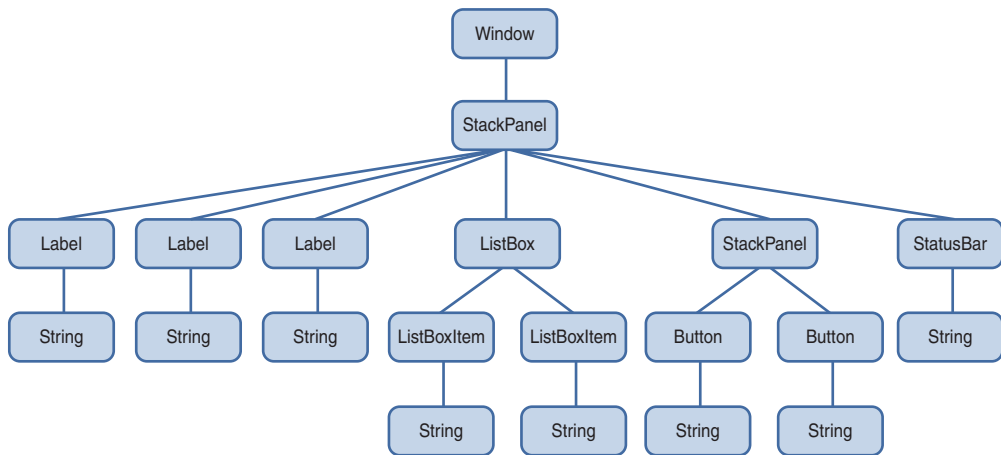 Window
StackPanel
Label Label Label ListBox StackPanel StatusBar
String String String ListBoxItem ListBoxItem Button Button String
String String String String